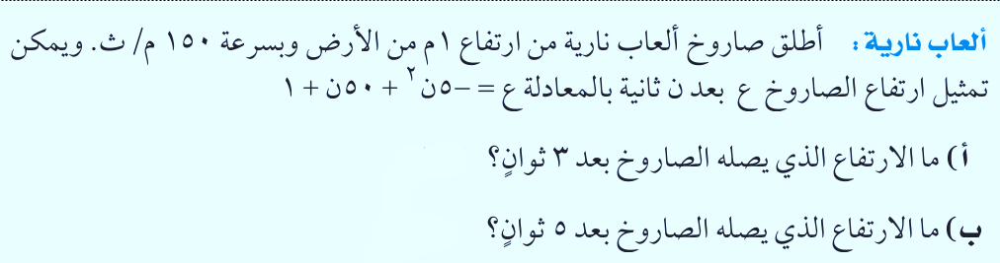 ألعاب نارية: أطلق صاروخ ألعاب نارية من ارتفاع ١ م من الأرض وبسرعة ١٥٠ م/ ث. ويمكن
تمثيل ارتفاع الصاروخ ع بعد ن ثانية بالمعادلة ع = –٥ن٢ + ٥٠ن + ١
أ) ما الارتفاع الذي يصله الصاروخ بعد ٣ ثوانٍ؟
ب) ما الارتفاع الذي يصله الصاروخ بعد ٥ ثوانٍ؟